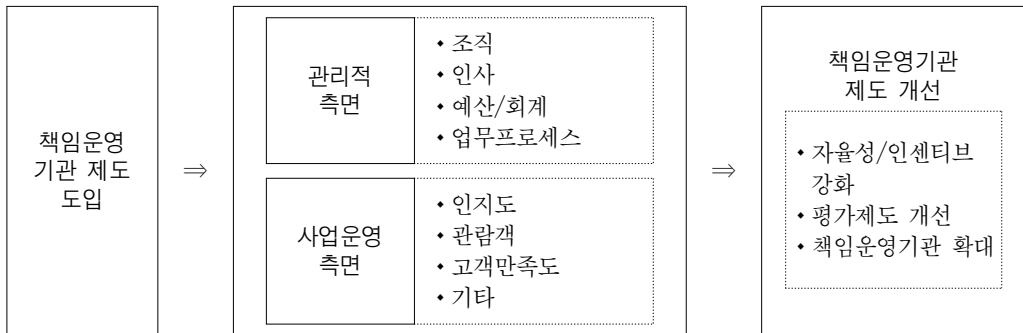 책임운영
기관 제도
도입
⇒
관리적
측면
◆ 조직
◆ 인사
◆ 예산/회계
◆ 업무프로세스
사업운영
측면
◆ 인지도
◆ 관람객
◆ 고객만족도
◆ 기타
⇒
책임운영기관
제도 개선
◆ 자율성/인센티브
강화
◆ 평가제도 개선
◆ 책임운영기관 확대